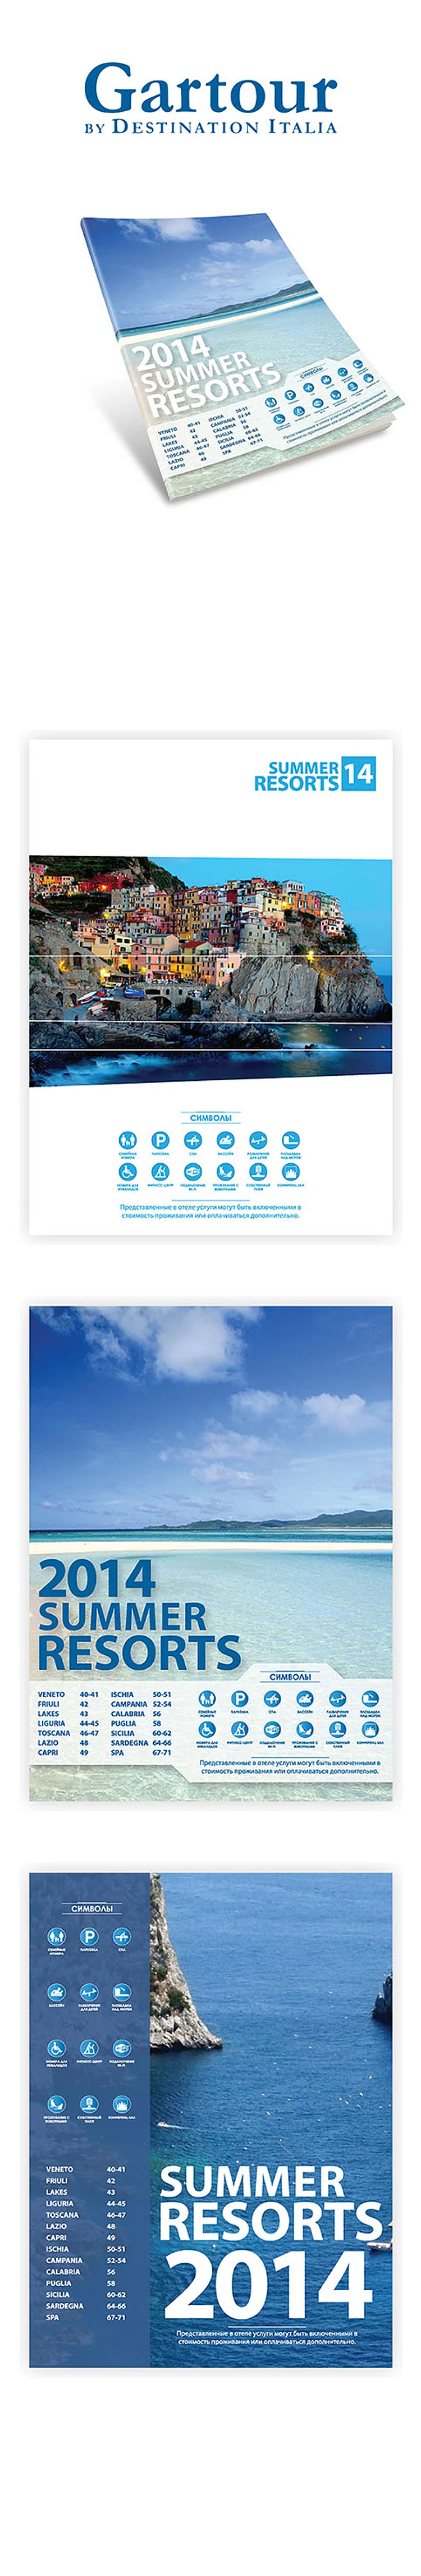 Gartour
BY DESTINATION ITALIA
2014
SUMMER
RESORTS
СИМВОЛЫ
VENETO 40-41 ISCHIA 50-51
FRIULI 42 CAMPANIA 52-54
LAKES 43 CALABRIA 56
LIGURIA 44-45 PUGLIA 58
TOSCANA 46-47 SICILIA 60-62
LAZIO 48 SARDEGNA 64-66
CAPRI 49 SPA 67-71
Представленные в отеле услуги могут быть включенными в
стоимость проживания или оплачиваться дополнительно.
SUMMER
RESORTS 14
СИМВОЛЫ
СЕМЕЙНЫЕ НОМЕРА
ПАРКОВКА
СПА
БАССЕЙН
РАЗВЛЕЧЕНИЯ ДЛЯ ДЕТЕЙ
ПЛОЩАДКА НАД МОРЕМ
НОМЕРА ДЛЯ ИНВАЛИДОВ
ФИТНЕСС-ЦЕНТР
ПОДКЛЮЧЕНИЕ WI-FI
ПРОЖИВАНИЕ С ЖИВОТНЫМИ
СОБСТВЕННЫЙ ПЛЯЖ
КОНФЕРЕНЦ-ЗАЛ
Представленные в отеле услуги могут быть включенными в
стоимость проживания или оплачиваться дополнительно.
2014
SUMMER
RESORTS
СИМВОЛЫ
VENETO 40-41 ISCHIA 50-51
FRIULI 42 CAMPANIA 52-54
LAKES 43 CALABRIA 56
LIGURIA 44-45 PUGLIA 58
TOSCANA 46-47 SICILIA 60-62
LAZIO 48 SARDEGNA 64-66
CAPRI 49 SPA 67-71
СЕМЕЙНЫЕ НОМЕРА
ПАРКОВКА
СПА
БАССЕЙН
РАЗВЛЕЧЕНИЯ ДЛЯ ДЕТЕЙ
ПЛОЩАДКА НАД МОРЕМ
НОМЕРА ДЛЯ ИНВАЛИДОВ
ФИТНЕСС-ЦЕНТР
ПОДКЛЮЧЕНИЕ WI-FI
ПРОЖИВАНИЕ С ЖИВОТНЫМИ
СОБСТВЕННЫЙ ПЛЯЖ
КОНФЕРЕНЦ-ЗАЛ
Представленные в отеле услуги могут быть включенными в
стоимость проживания или оплачиваться дополнительно.
СИМВОЛЫ
СЕМЕЙНЫЕ НОМЕРА
ПАРКОВКА
СПА
БАССЕЙН
РАЗВЛЕЧЕНИЯ ДЛЯ ДЕТЕЙ
ПЛОЩАДКА НАД МОРЕМ
НОМЕРА ДЛЯ ИНВАЛИДОВ
ФИТНЕСС-ЦЕНТР
ПОДКЛЮЧЕНИЕ WI-FI
ПРОЖИВАНИЕ С ЖИВОТНЫМИ
СОБСТВЕННЫЙ ПЛЯЖ
КОНФЕРЕНЦ-ЗАЛ
VENETO 40-41
FRIULI 42
LAKES 43
LIGURIA 44-45
TOSCANA 46-47
LAZIO 48
CAPRI 49
ISCHIA 50-51
CAMPANIA 52-54
CALABRIA 56
PUGLIA 58
SICILIA 60-62
SARDEGNA 64-66
SPA 67-71
SUMMER
RESORTS
2014
Представленные в отеле услуги могут быть включенными в
стоимость проживания или оплачиваться дополнительно.